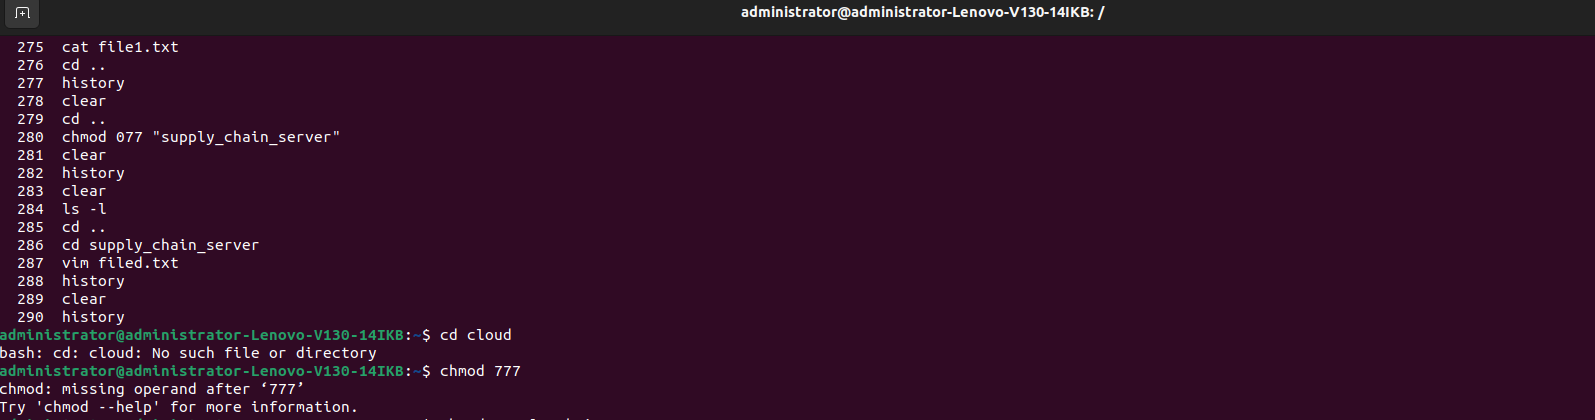 administrator@administrator-Lenovo-V130-14IKB: /
275 cat file1.txt
276 cd ..
277 history
278 clear
279 cd ..
280 chmod 077 "supply_chain_server"
281 clear
282 history
283 clear
284 ls -l
285 cd ..
286 cd supply_chain_server
287 vim filed.txt
288 history
289 clear
290 history
administrator@administrator-Lenovo-V130-14IKB:~$ cd cloud
bash: cd: cloud: No such file or directory
administrator@administrator-Lenovo-V130-14IKB:~$ chmod 777
chmod: missing operand after ‘777’
Try 'chmod --help' for more information.